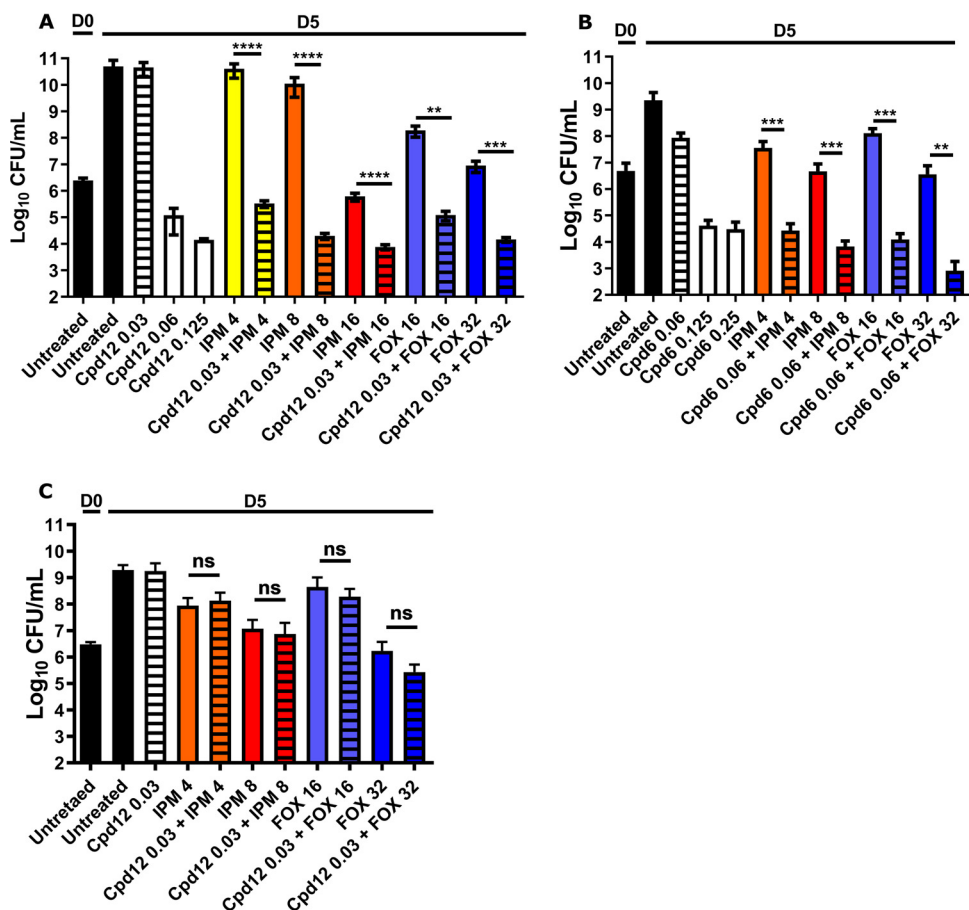 A
D0
D5
Log10 CFU/mL
11
10
9
8
7
6
5
4
3
2
****
****
****
**
***
Untreated
Untreated
Cpd12 0.03
Cpd12 0.06
Cpd12 0.125
IPM 4
Cpd12 0.03 + IPM 4
IPM 8
Cpd12 0.03 + IPM 8
IPM 16
Cpd12 0.03 + IPM 16
FOX 16
Cpd12 0.03 + FOX 16
FOX 32
Cpd12 0.03 + FOX 32
B
D0
D5
Log10 CFU/mL
11
10
9
8
7
6
5
4
3
2
***
***
***
**
Untreated
Untreated
Cpd6 0.06
Cpd6 0.125
Cpd6 0.25
IPM 4
Cpd6 0.06 + IPM 4
IPM 8
Cpd6 0.06 + IPM 8
FOX 16
Cpd6 0.06 + FOX 16
FOX 32
Cpd6 0.06 + FOX 32
C
D0
D5
Log10 CFU/mL
11
10
9
8
7
6
5
4
3
2
ns
ns
ns
ns
Untretaed
Untreated
Cpd12 0.03
IPM 4
Cpd12 0.03 + IPM 4
IPM 8
Cpd12 0.03 + IPM 8
FOX 16
Cpd12 0.03 + FOX 16
FOX 32
Cpd12 0.03 + FOX 32